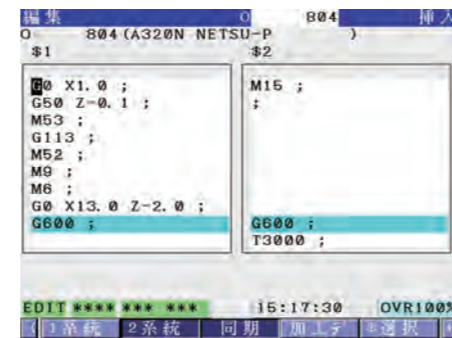 編集 O 804 挿入
O 804(A320N NETSU-P )
$1 $2
G0 X1.0 ;
G50 Z-0.1 ;
M53 ;
G113 ;
M52 ;
M9 ;
M6 ;
G0 X13.0 Z-2.0 ;
G600 ;
M15 ;
;
G600 ;
T3000 ;
EDIT **** *** *** 15:17:30 OVR100%
1系統 2系統 同期 加工デ 選択